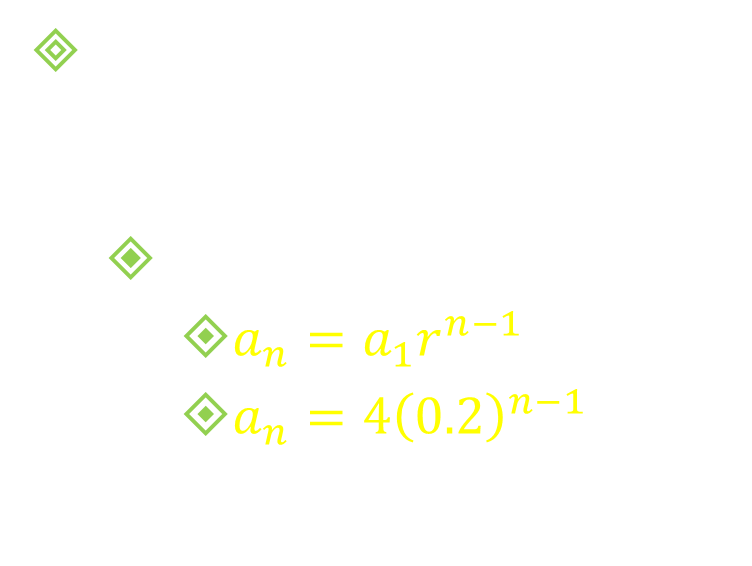 aₙ = a₁rⁿ⁻¹
aₙ = 4(0.2)ⁿ⁻¹